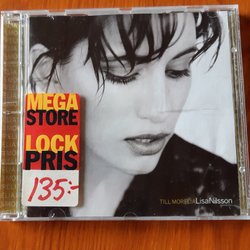 MEGA
STORE
LOCK
PRIS
135:-
TILL MORELIA LisaNilsson